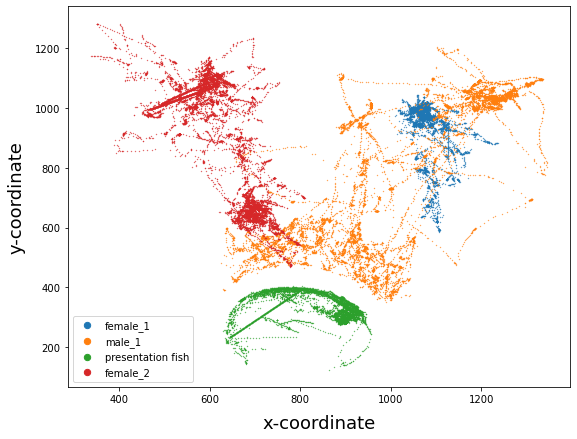 1200
1000
800
600
400
200
y-coordinate
female_1
male_1
presentation fish
female_2
400 600 800 1000 1200
x-coordinate